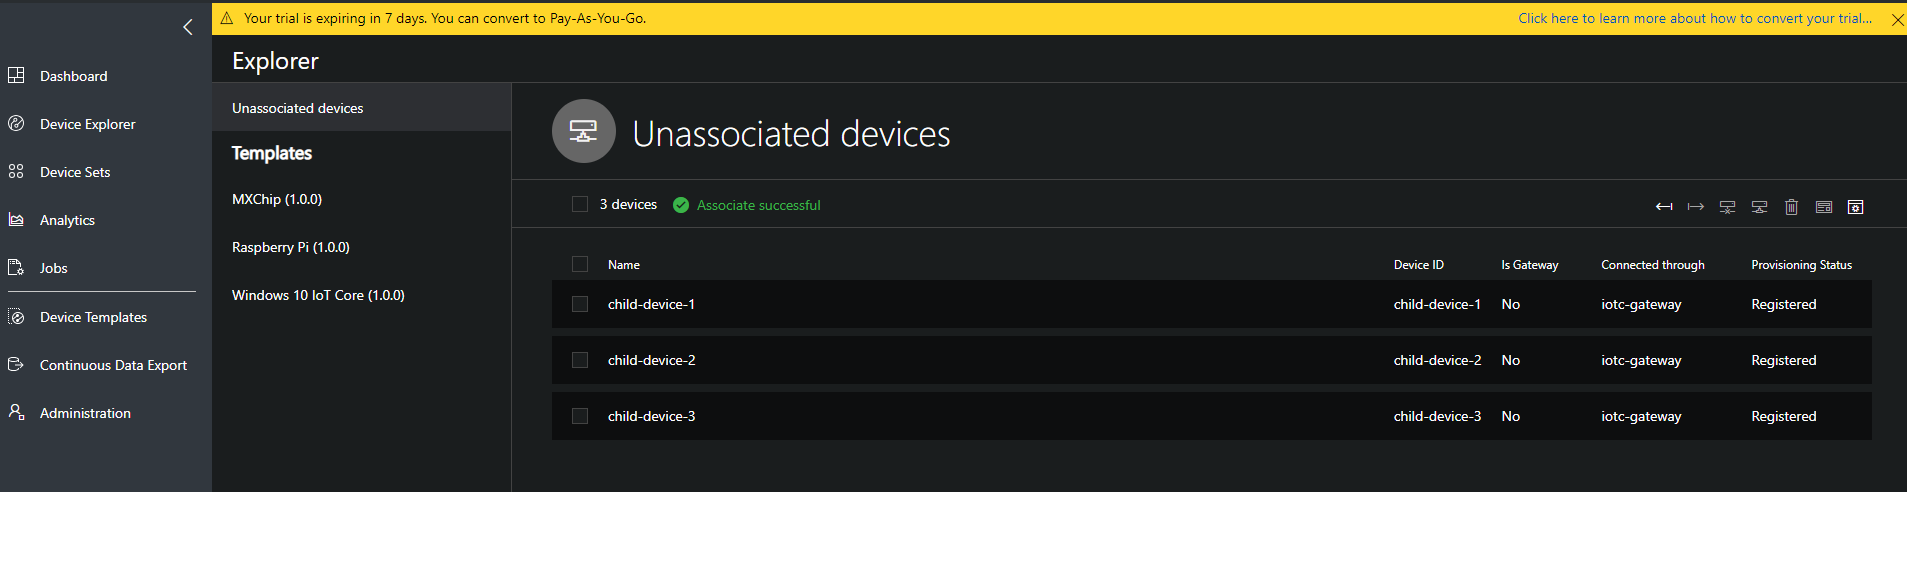 Your trial is expiring in 7 days. You can convert to Pay-As-You-Go.
Click here to learn more about how to convert your trial...
Dashboard
Device Explorer
Device Sets
Analytics
Jobs
Device Templates
Continuous Data Export
Administration
Explorer
Unassociated devices
Templates
MXChip (1.0.0)
Raspberry Pi (1.0.0)
Windows 10 IoT Core (1.0.0)
Unassociated devices
3 devices Associate successful
Name Device ID Is Gateway Connected through Provisioning Status
child-device-1 child-device-1 No iotc-gateway Registered
child-device-2 child-device-2 No iotc-gateway Registered
child-device-3 child-device-3 No iotc-gateway Registered